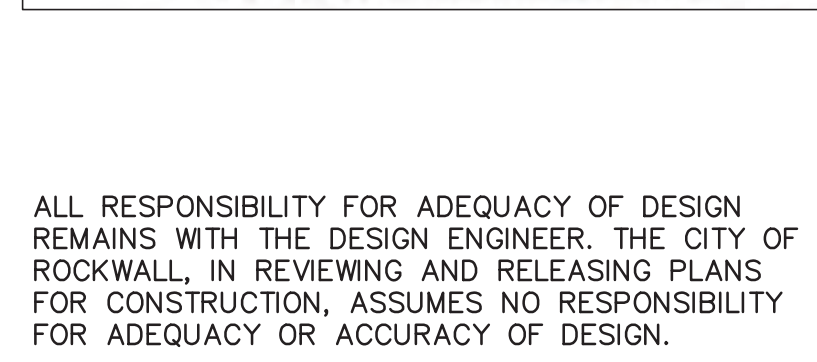 ALL RESPONSIBILITY FOR ADEQUACY OF DESIGN
REMAINS WITH THE DESIGN ENGINEER. THE CITY OF
ROCKWALL, IN REVIEWING AND RELEASING PLANS
FOR CONSTRUCTION, ASSUMES NO RESPONSIBILITY
FOR ADEQUACY OR ACCURACY OF DESIGN.